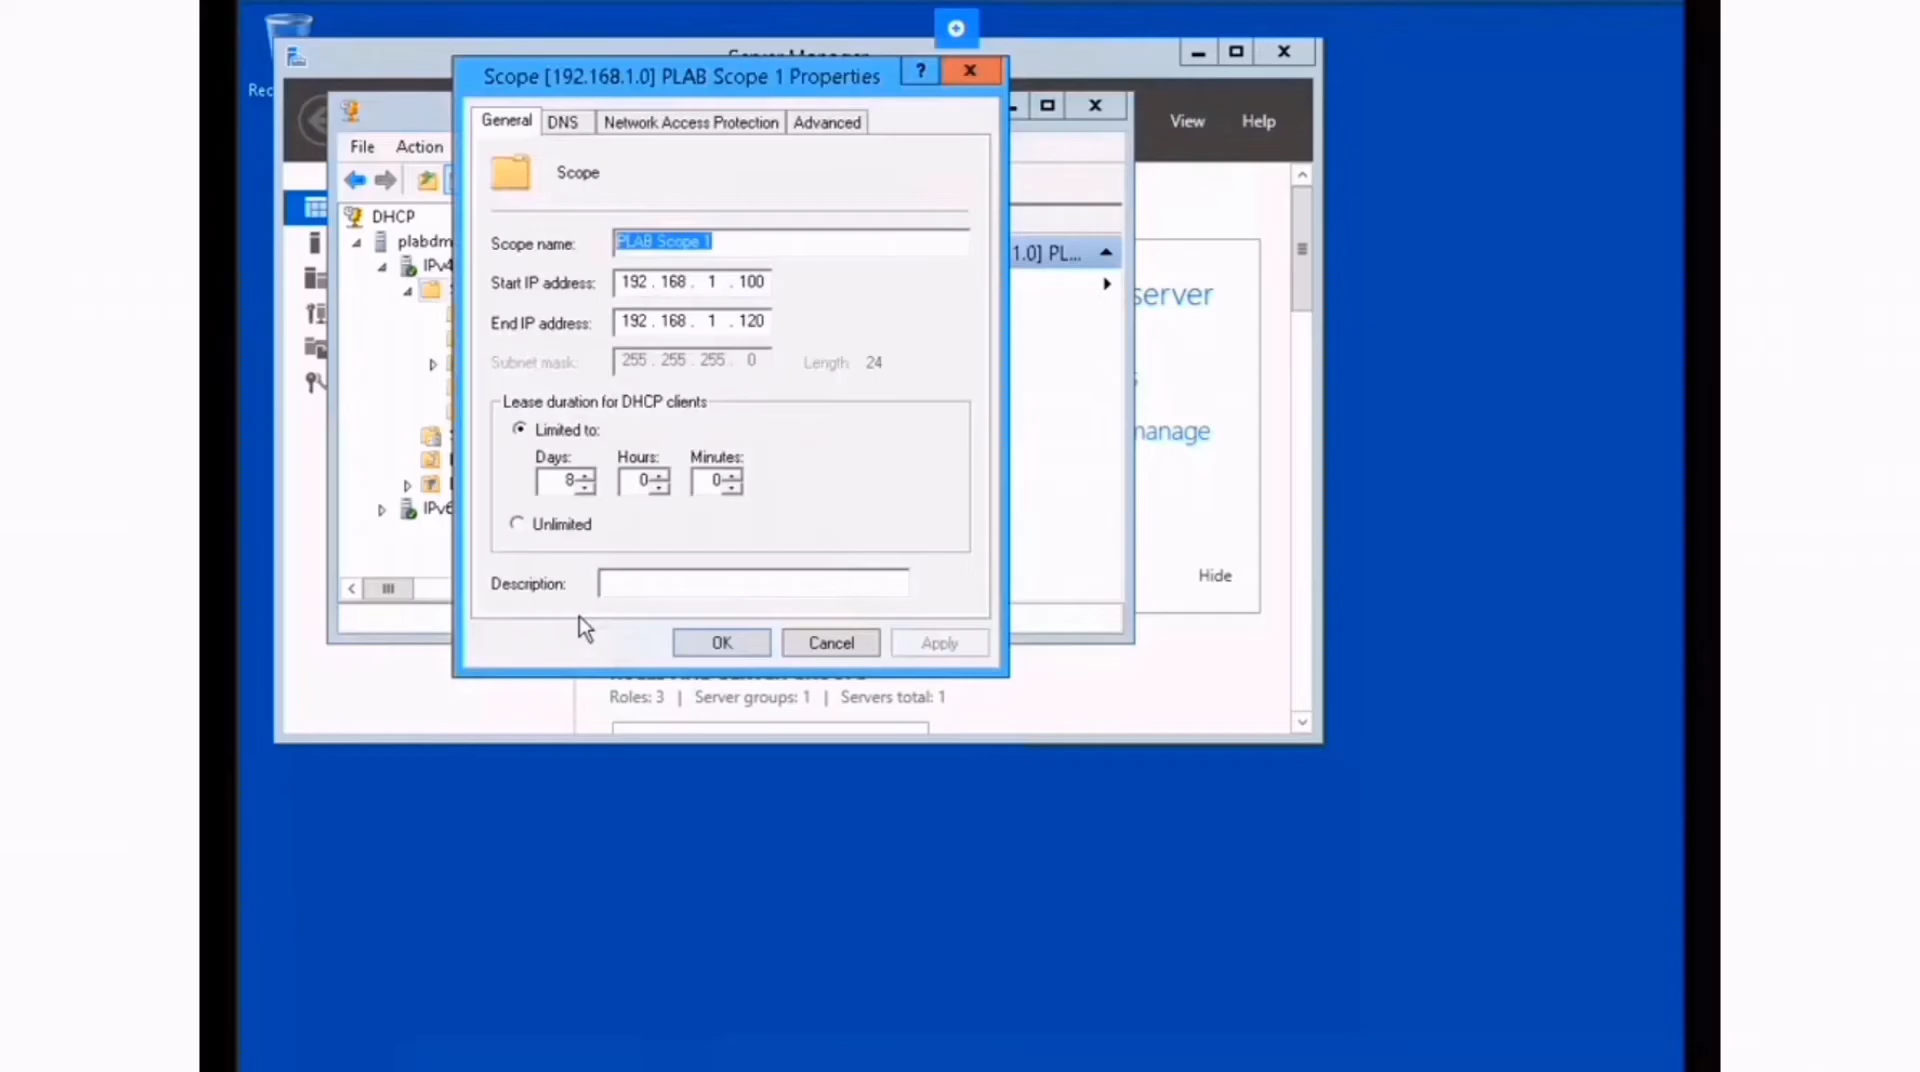 Scope [192.168.1.0] PLAB Scope 1 Properties
?
View
Help
General
DNS
Network Access Protection
Advanced
File
Action
Scope
DHCP
plabdm
IPv4
Scope name:
PLAB Scope 1
1.0] PL...
Start IP address:
192 . 168 . 1 . 100
server
End IP address:
192 . 168 . 1 . 120
Subnet mask:
255 . 255 . 255 . 0
Length:
24
Lease duration for DHCP clients
Limited to:
manage
Days:
Hours:
Minutes:
8
0
0
IPv6
Unlimited
Hide
Description:
OK
Cancel
Apply
Roles: 3 | Server groups: 1 | Servers total: 1